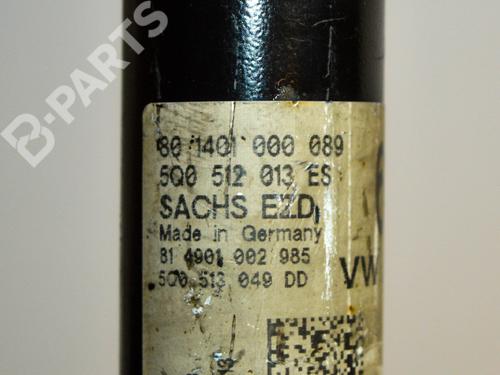 B-PARTS
80 1401 000 089
5Q0 512 013 ES
SACHS EZD
Made in Germany
81 4901 002 985
5Q0 513 049 DD
VW